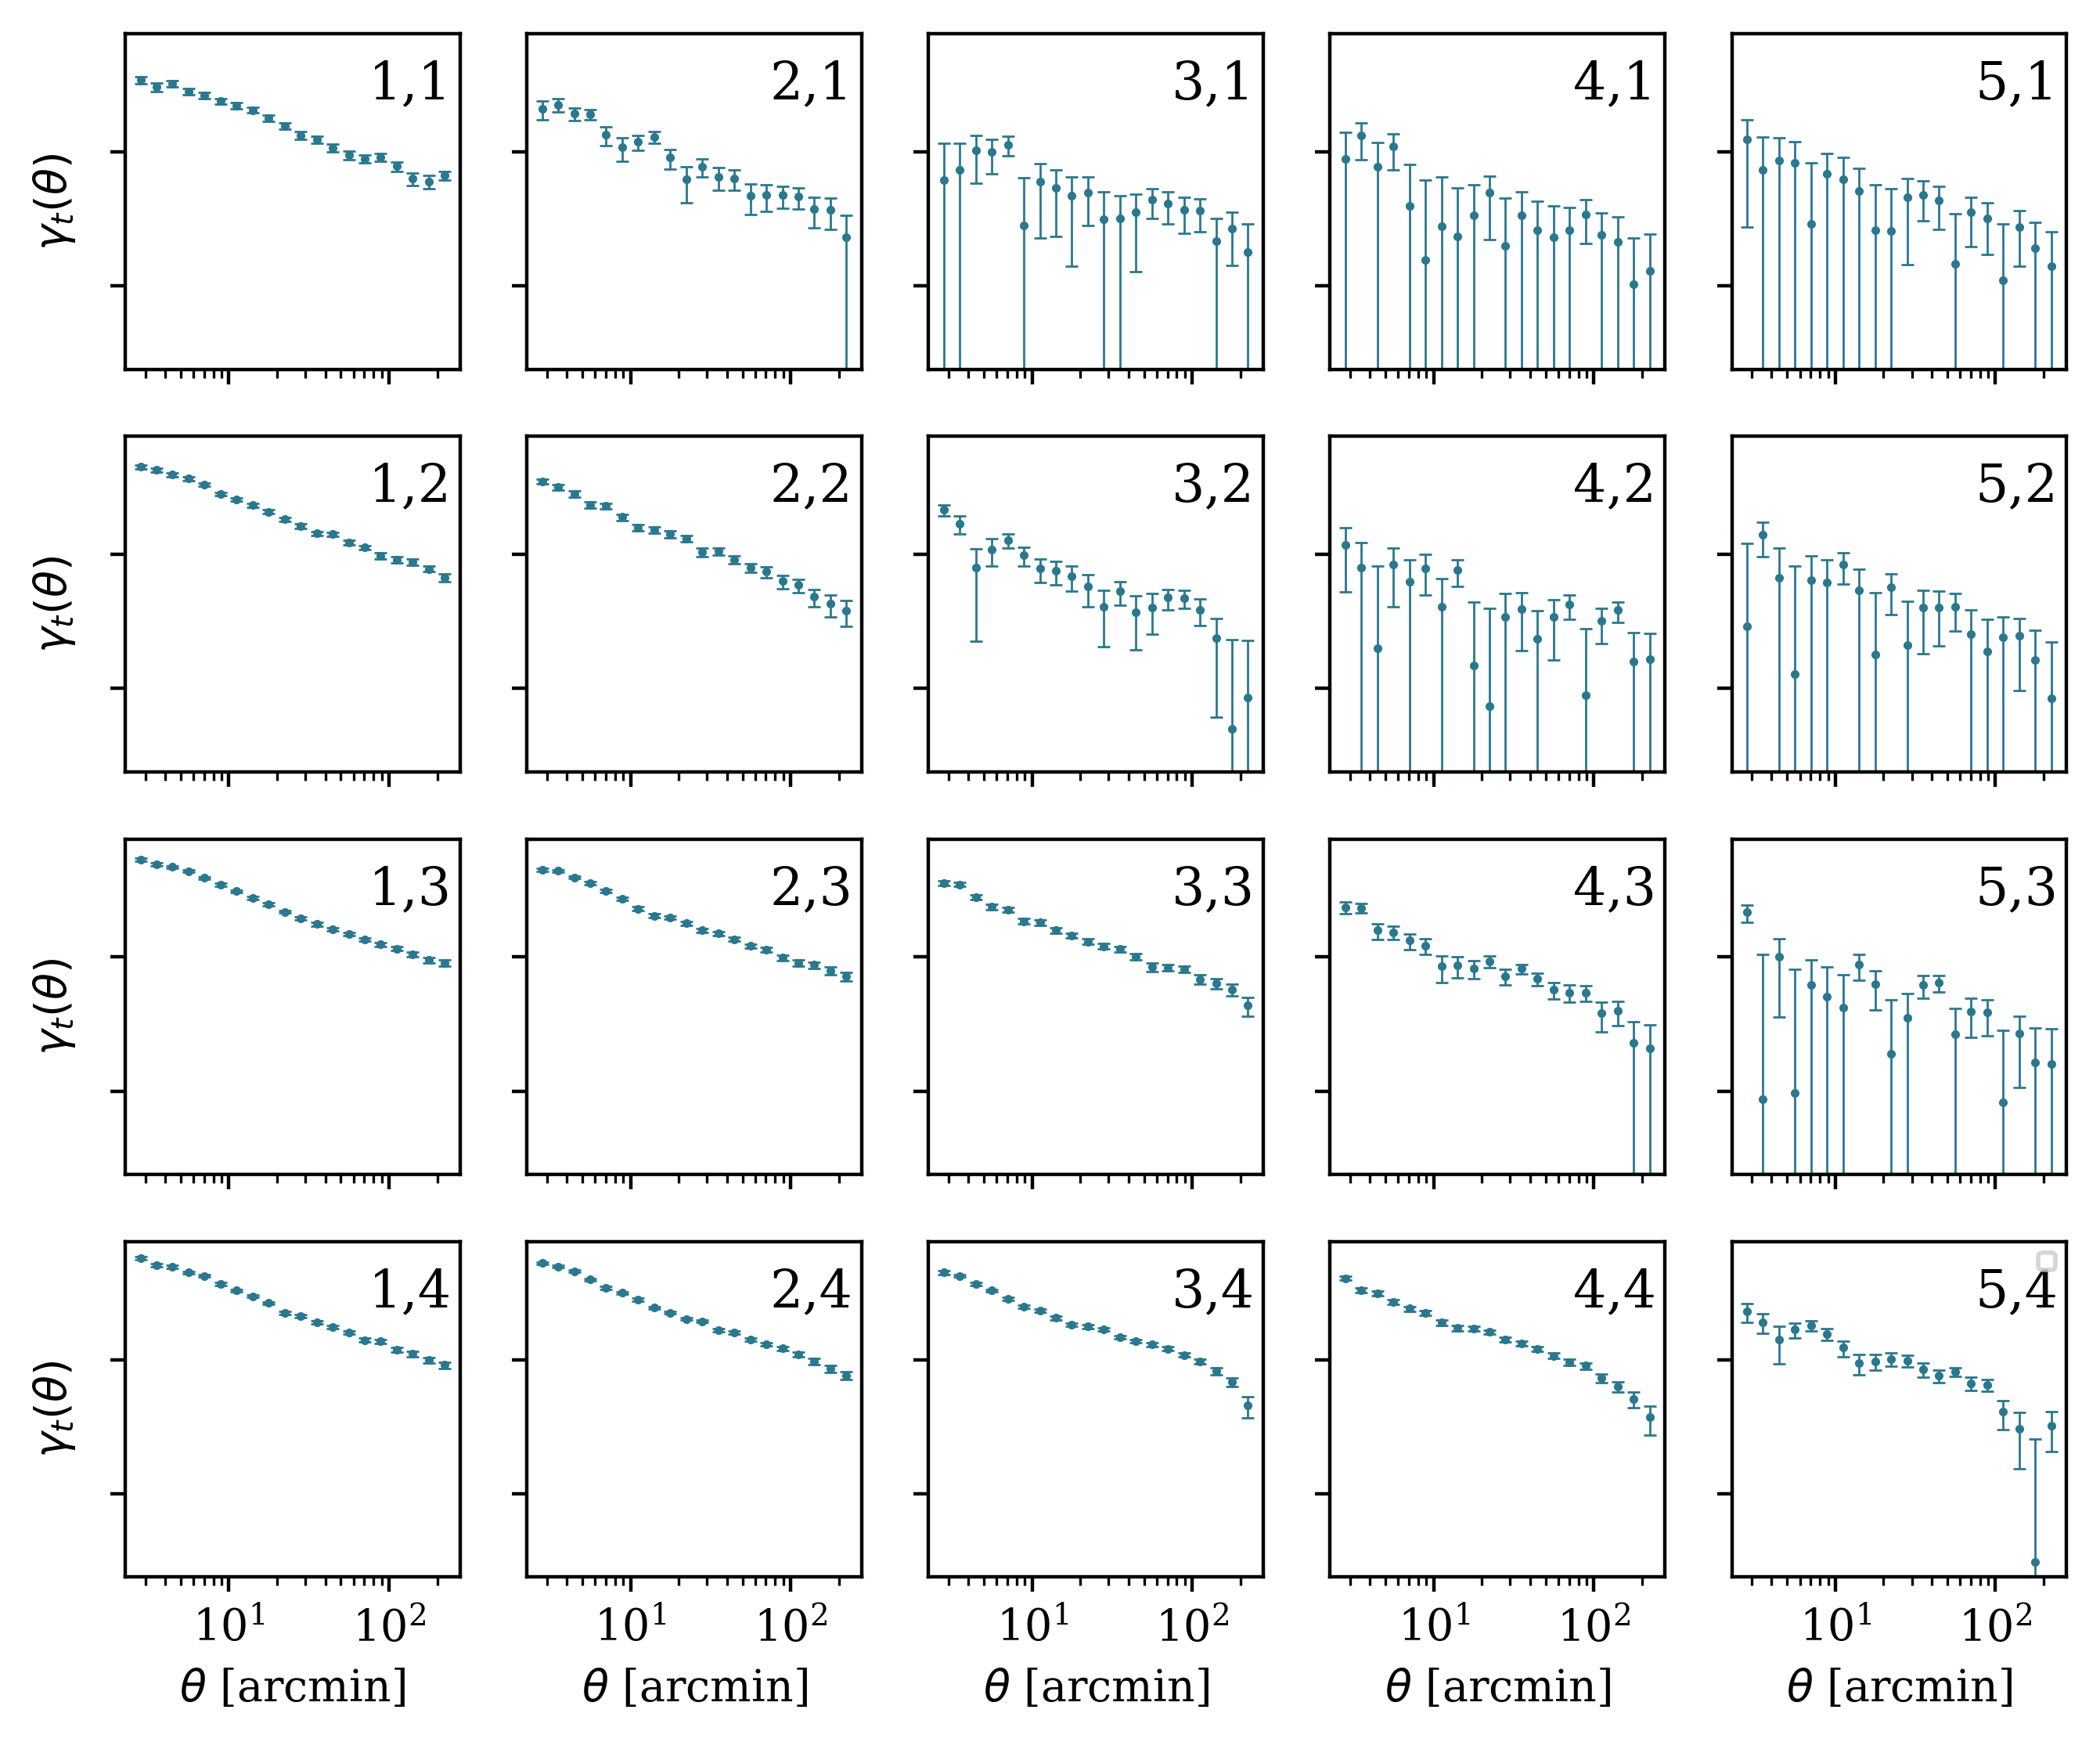 γt(θ) 1,1 2,1 3,1 4,1 5,1
γt(θ) 1,2 2,2 3,2 4,2 5,2
γt(θ) 1,3 2,3 3,3 4,3 5,3
γt(θ) 1,4 2,4 3,4 4,4 5,4
10¹ 10² 10¹ 10² 10¹ 10² 10¹ 10² 10¹ 10²
θ [arcmin] θ [arcmin] θ [arcmin] θ [arcmin] θ [arcmin]